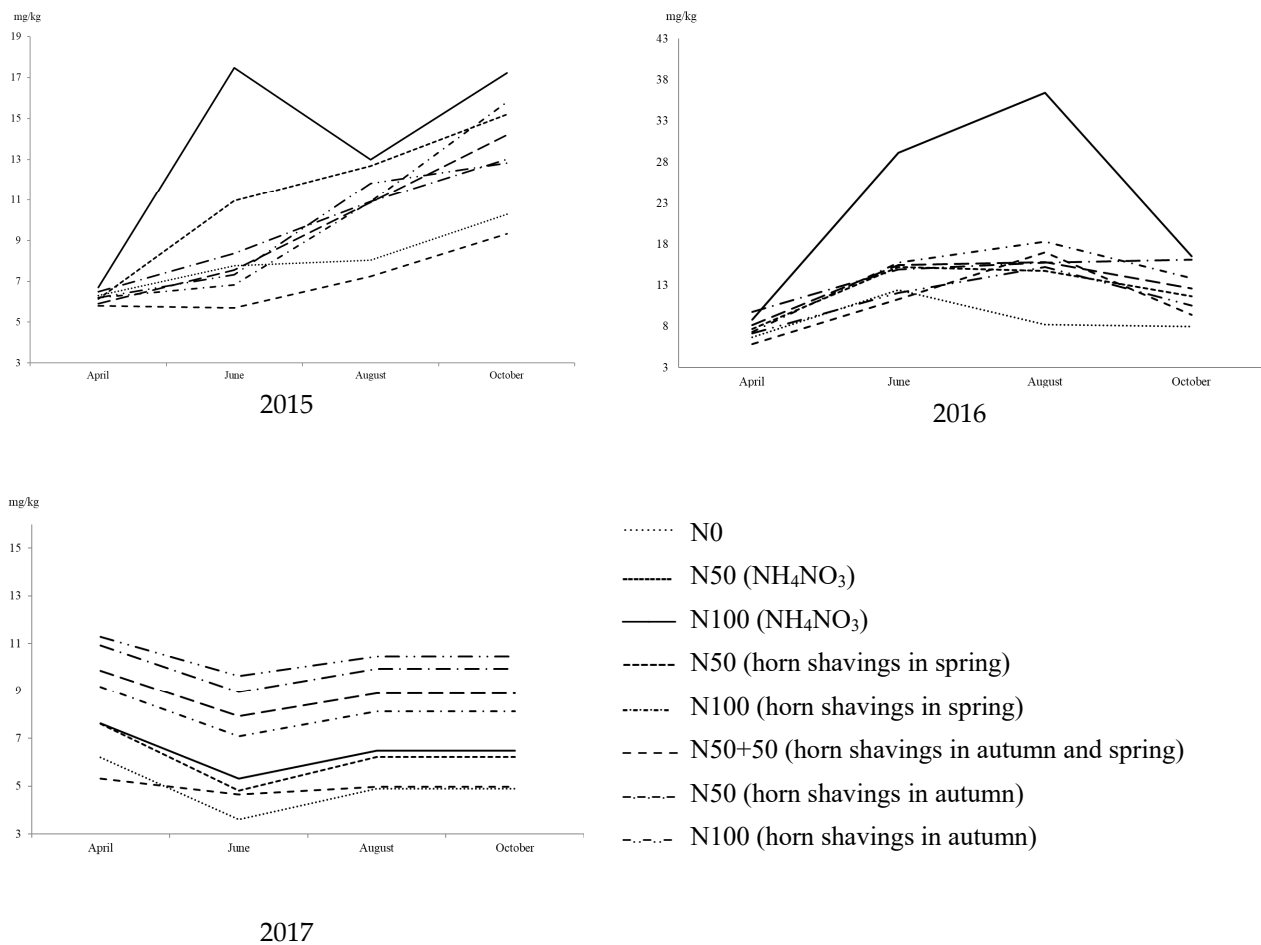 mg/kg
19
17
15
13
11
9
7
5
3
April June August October
2015
mg/kg
43
38
33
28
23
18
13
8
3
April June August October
2016
mg/kg
15
13
11
9
7
5
3
April June August October
2017
N0
N50 (NH₄NO₃)
N100 (NH₄NO₃)
N50 (horn shavings in spring)
N100 (horn shavings in spring)
N50+50 (horn shavings in autumn and spring)
N50 (horn shavings in autumn)
N100 (horn shavings in autumn)